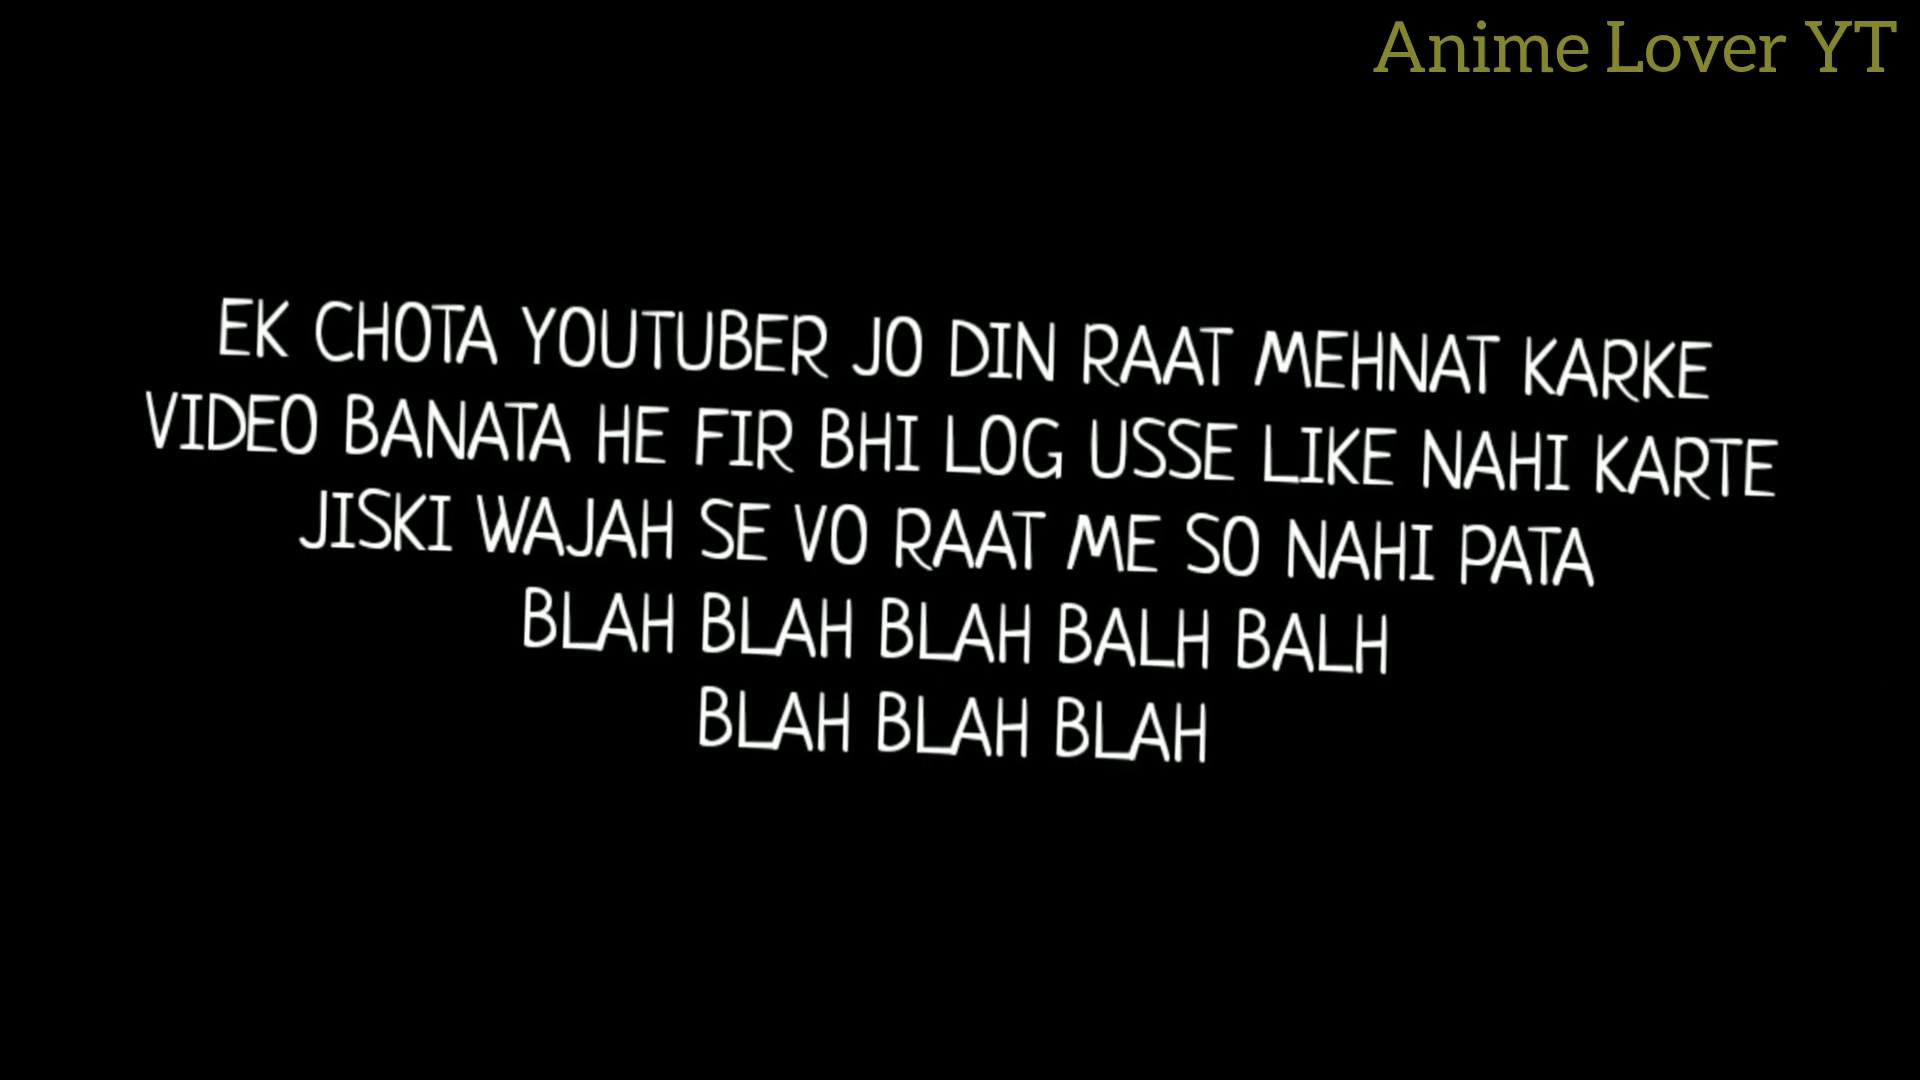 Anime Lover YT
EK CHOTA YOUTUBER JO DIN RAAT MEHNAT KARKE
VIDEO BANATA HE FIR BHI LOG USSE LIKE NAHI KARTE
JISKI WAJAH SE VO RAAT ME SO NAHI PATA
BLAH BLAH BLAH BALH BALH
BLAH BLAH BLAH